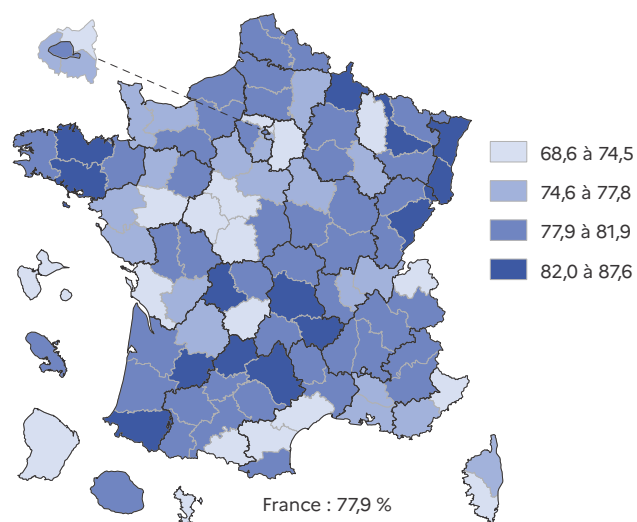 68,6 à 74,5
74,6 à 77,8
77,9 à 81,9
82,0 à 87,6
France : 77,9 %